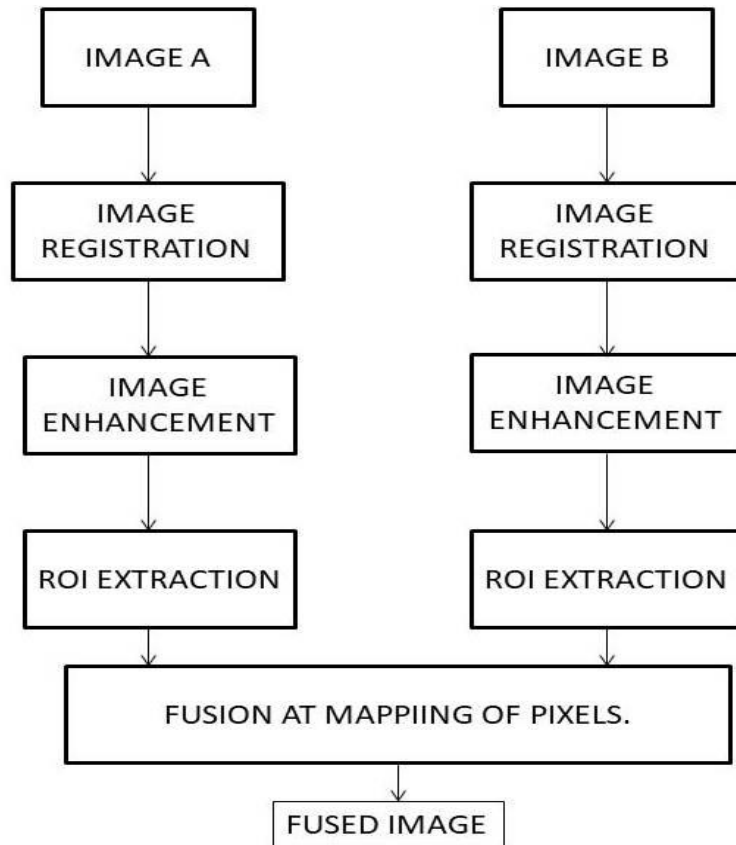 IMAGE A
IMAGE B
IMAGE
REGISTRATION
IMAGE
REGISTRATION
IMAGE
ENHANCEMENT
IMAGE
ENHANCEMENT
ROI EXTRACTION
ROI EXTRACTION
FUSION AT MAPPIING OF PIXELS.
FUSED IMAGE